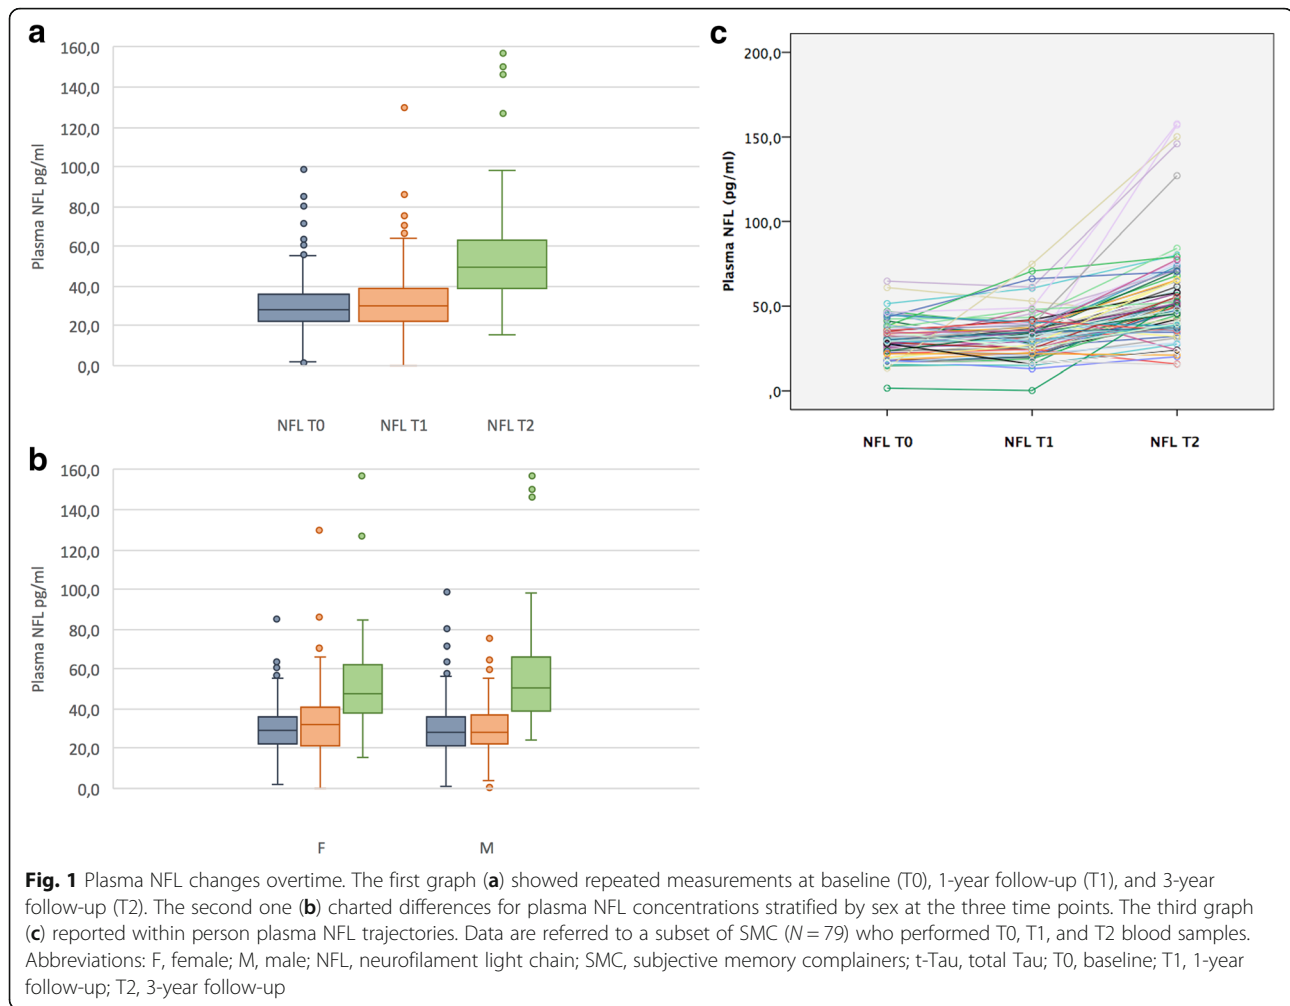 a
160,0
140,0
120,0
100,0
80,0
60,0
40,0
20,0
0,0
Plasma NFL pg/ml
NFL T0 NFL T1 NFL T2
b
160,0
140,0
120,0
100,0
80,0
60,0
40,0
20,0
0,0
Plasma NFL pg/ml
F M
c
200,0
150,0
100,0
50,0
,0
Plasma NFL (pg/ml)
NFL T0 NFL T1 NFL T2
Fig. 1 Plasma NFL changes overtime. The first graph (a) showed repeated measurements at baseline (T0), 1-year follow-up (T1), and 3-year
follow-up (T2). The second one (b) charted differences for plasma NFL concentrations stratified by sex at the three time points. The third graph
(c) reported within person plasma NFL trajectories. Data are referred to a subset of SMC (N = 79) who performed T0, T1, and T2 blood samples.
Abbreviations: F, female; M, male; NFL, neurofilament light chain; SMC, subjective memory complainers; t-Tau, total Tau; T0, baseline; T1, 1-year
follow-up; T2, 3-year follow-up